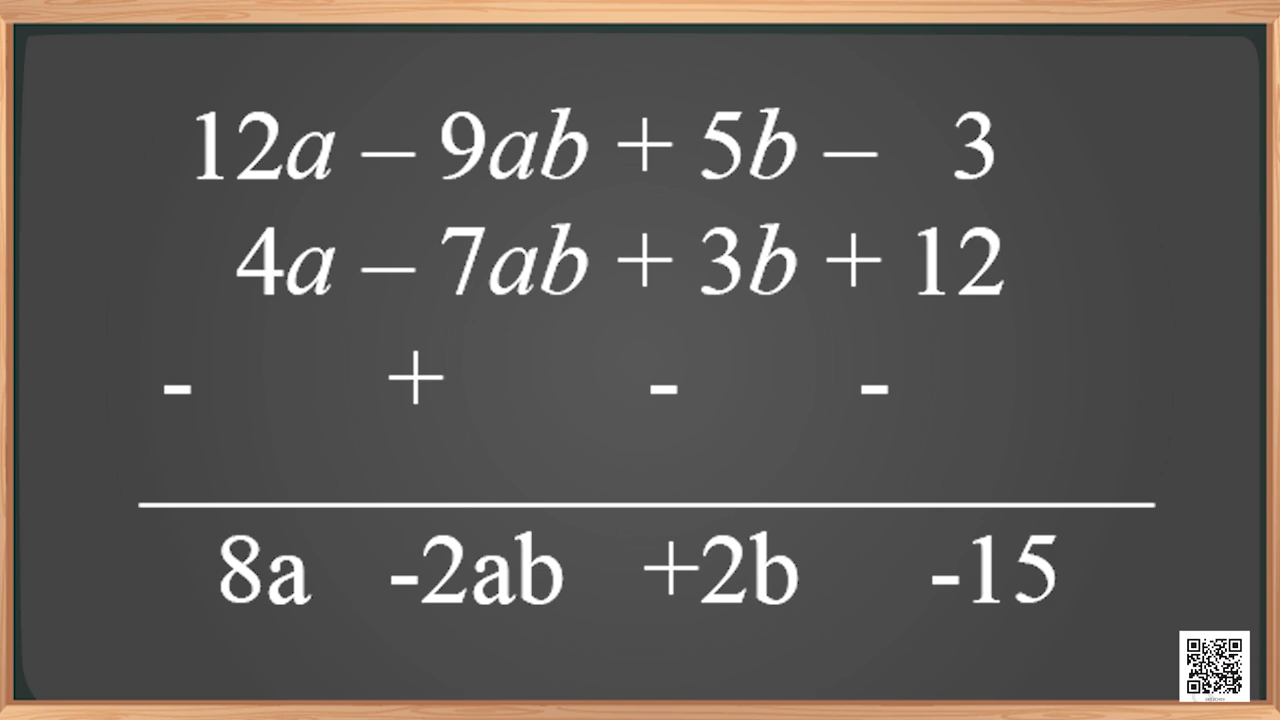 12a – 9ab + 5b – 3
4a – 7ab + 3b + 12
- + - -
8a -2ab +2b -15